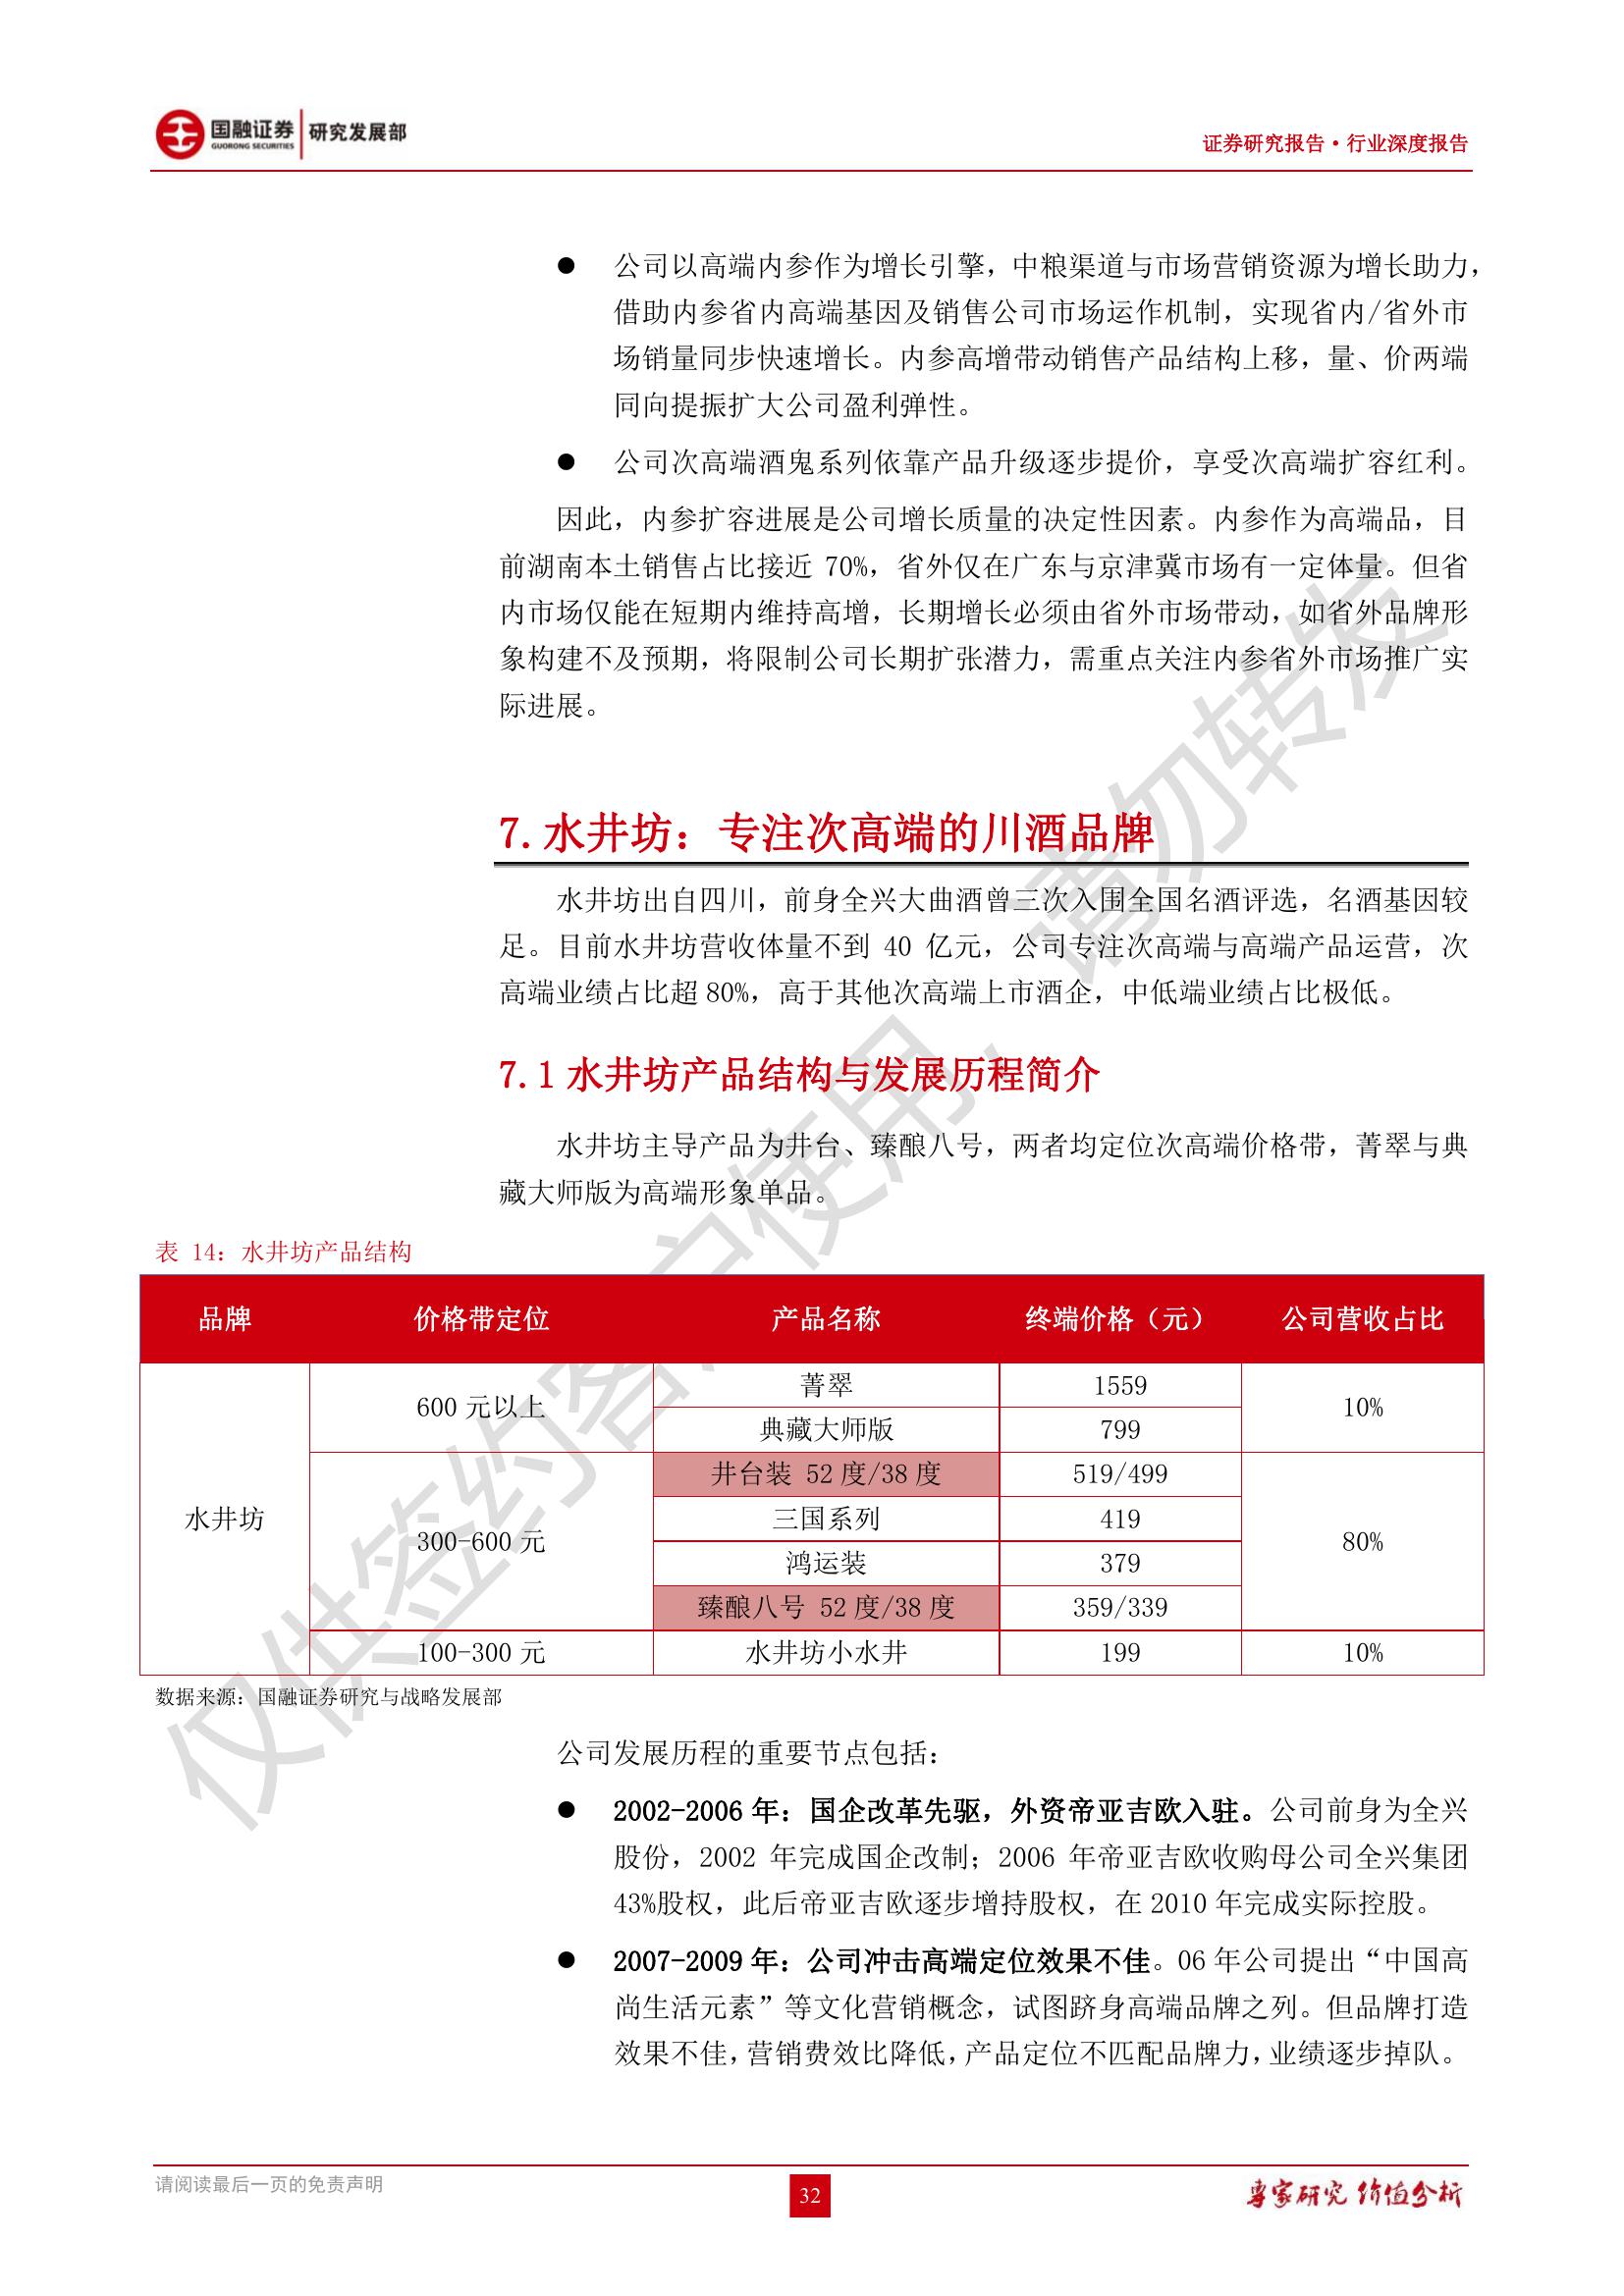 国融证券
GUORONG SECURITIES
研究发展部
证券研究报告·行业深度报告
● 公司以高端内参作为增长引擎，中粮渠道与市场营销资源为增长助力，
借助内参省内高端基因及销售公司市场运作机制，实现省内/省外市
场销量同步快速增长。内参高增带动销售产品结构上移，量、价两端
同向提振扩大公司盈利弹性。
● 公司次高端酒鬼系列依靠产品升级逐步提价，享受次高端扩容红利。
因此，内参扩容进展是公司增长质量的决定性因素。内参作为高端品，目
前湖南本土销售占比接近 70%，省外仅在广东与京津冀市场有一定体量。但省
内市场仅能在短期内维持高增，长期增长必须由省外市场带动，如省外品牌形
象构建不及预期，将限制公司长期扩张潜力，需重点关注内参省外市场推广实
际进展。
7.水井坊：专注次高端的川酒品牌
水井坊出自四川，前身全兴大曲酒曾三次入围全国名酒评选，名酒基因较
足。目前水井坊营收体量不到 40 亿元，公司专注次高端与高端产品运营，次
高端业绩占比超 80%，高于其他次高端上市酒企，中低端业绩占比极低。
7.1 水井坊产品结构与发展历程简介
水井坊主导产品为井台、臻酿八号，两者均定位次高端价格带，菁翠与典
藏大师版为高端形象单品。
表 14：水井坊产品结构
品牌 价格带定位 产品名称 终端价格（元） 公司营收占比
水井坊 600 元以上 菁翠 1559 10%
典藏大师版 799
300-600 元 井台装 52 度/38 度 519/499 80%
三国系列 419
鸿运装 379
臻酿八号 52 度/38 度 359/339
100-300 元 水井坊小水井 199 10%
数据来源：国融证券研究与战略发展部
公司发展历程的重要节点包括：
● 2002-2006 年：国企改革先驱，外资帝亚吉欧入驻。公司前身为全兴
股份，2002 年完成国企改制；2006 年帝亚吉欧收购母公司全兴集团
43%股权，此后帝亚吉欧逐步增持股权，在 2010 年完成实际控股。
● 2007-2009 年：公司冲击高端定位效果不佳。06 年公司提出“中国高
尚生活元素”等文化营销概念，试图跻身高端品牌之列。但品牌打造
效果不佳，营销费效比降低，产品定位不匹配品牌力，业绩逐步掉队。
请阅读最后一页的免责声明
32
专家研究 价值分析
仅供签约客户使用，请勿转发